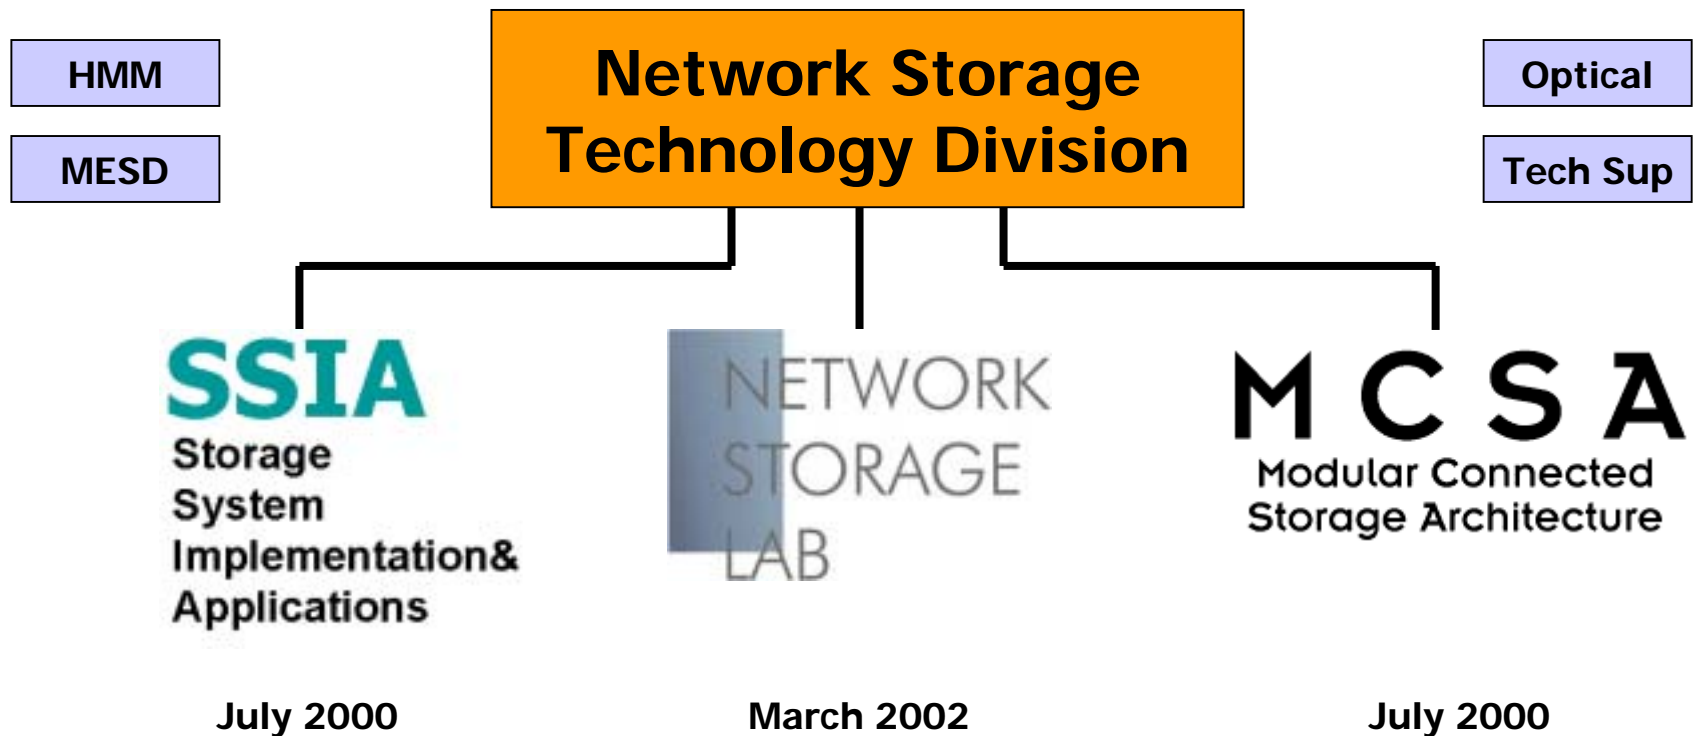 HMM
MESD
Network Storage
Technology Division
Optical
Tech Sup
SSIA
Storage
System
Implementation&
Applications
NETWORK
STORAGE
LAB
MCSA
Modular Connected
Storage Architecture
July 2000
March 2002
July 2000